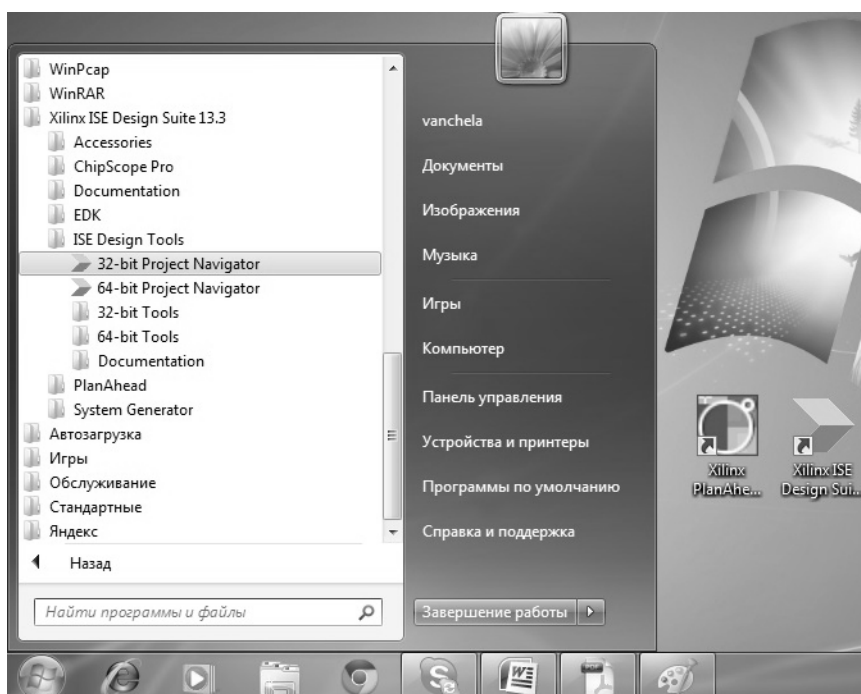 WinPcap
WinRAR
Xilinx ISE Design Suite 13.3
Accessories
ChipScope Pro
Documentation
EDK
ISE Design Tools
32-bit Project Navigator
64-bit Project Navigator
32-bit Tools
64-bit Tools
Documentation
PlanAhead
System Generator
Автозагрузка
Игры
Обслуживание
Стандартные
Яндекс
Назад
Найти программы и файлы
vanchela
Документы
Изображения
Музыка
Игры
Компьютер
Панель управления
Устройства и принтеры
Программы по умолчанию
Справка и поддержка
Завершение работы
Xilinx
PlanAhe...
Xilinx ISE
Design Sui...
PDF